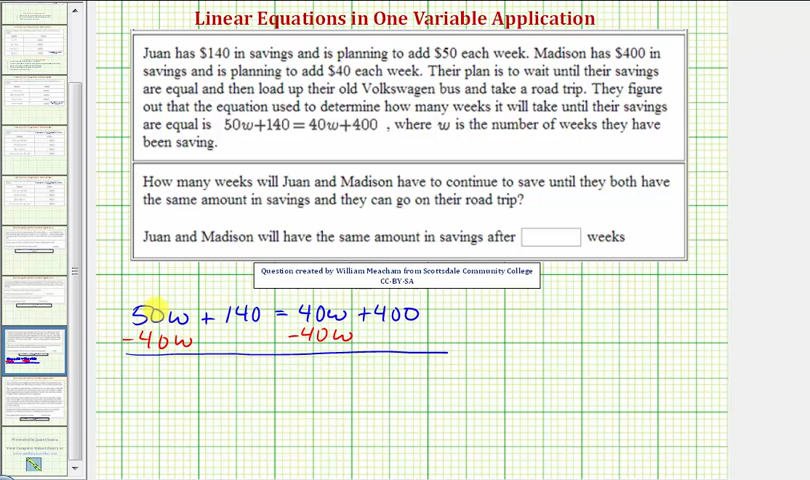 Linear Equations in One Variable Application
Juan has $140 in savings and is planning to add $50 each week. Madison has $400 in
savings and is planning to add $40 each week. Their plan is to wait until their savings
are equal and then load up their old Volkswagen bus and take a road trip. They figure
out that the equation used to determine how many weeks it will take until their savings
are equal is 50w+140=40w+400 , where w is the number of weeks they have
been saving.
How many weeks will Juan and Madison have to continue to save until they both have
the same amount in savings and they can go on their road trip?
Juan and Madison will have the same amount in savings after weeks
Question created by William Meacham from Scottsdale Community College
CC-BY-SA
50w + 140 = 40w + 400
-40w -40w